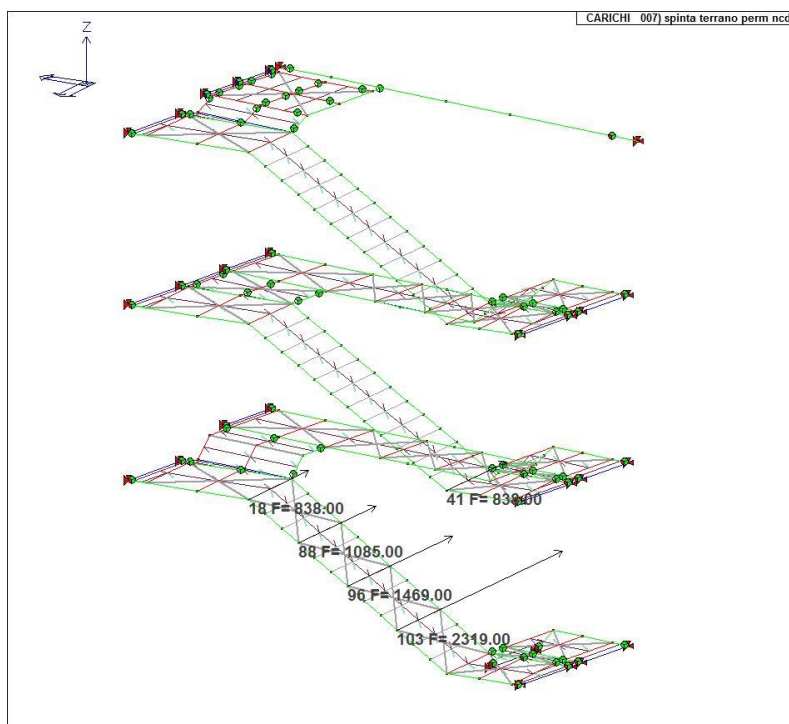 CARICHI 007) spinta terrano perm ncd
Z
18 F= 838.00
41 F= 838.00
88 F= 1085.00
96 F= 1469.00
103 F= 2319.00